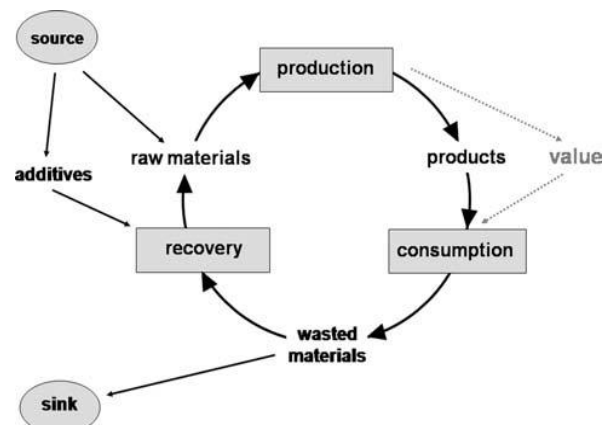 source
production
raw materials
products
value
additives
recovery
consumption
wasted
materials
sink